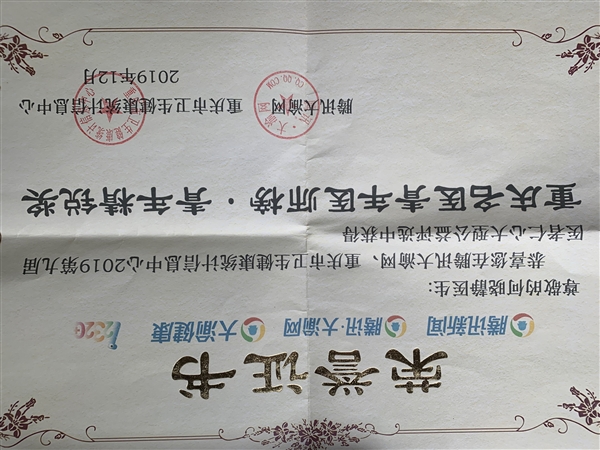 荣誉证书
腾讯新闻 腾讯·大渝网 大渝健康 i2320
尊敬的何晓静医生:
恭喜您在腾讯大渝网、重庆市卫生健康统计信息中心2019第九届
医者仁心大型公益评选中获得
重庆名医青年医师榜·青年精锐奖
腾讯大渝网 重庆市卫生健康统计信息中心
2019年12月
CQ.QQ.COM